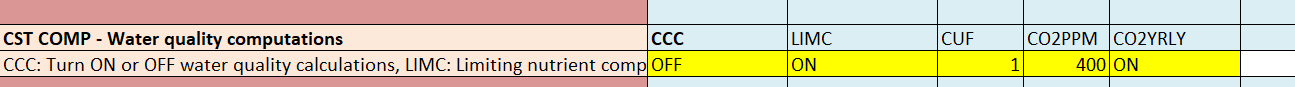 CST COMP - Water quality computations CCC LIMC CUF CO2PPM CO2YRLY
CCC: Turn ON or OFF water quality calculations, LIMC: Limiting nutrient comp OFF ON 1 400 ON